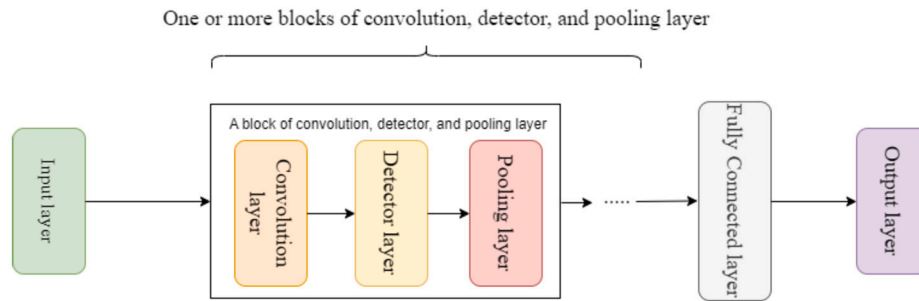 One or more blocks of convolution, detector, and pooling layer
A block of convolution, detector, and pooling layer
Input layer
Convolution
layer
Detector layer
Pooling layer
.....
Fully Connected layer
Output layer